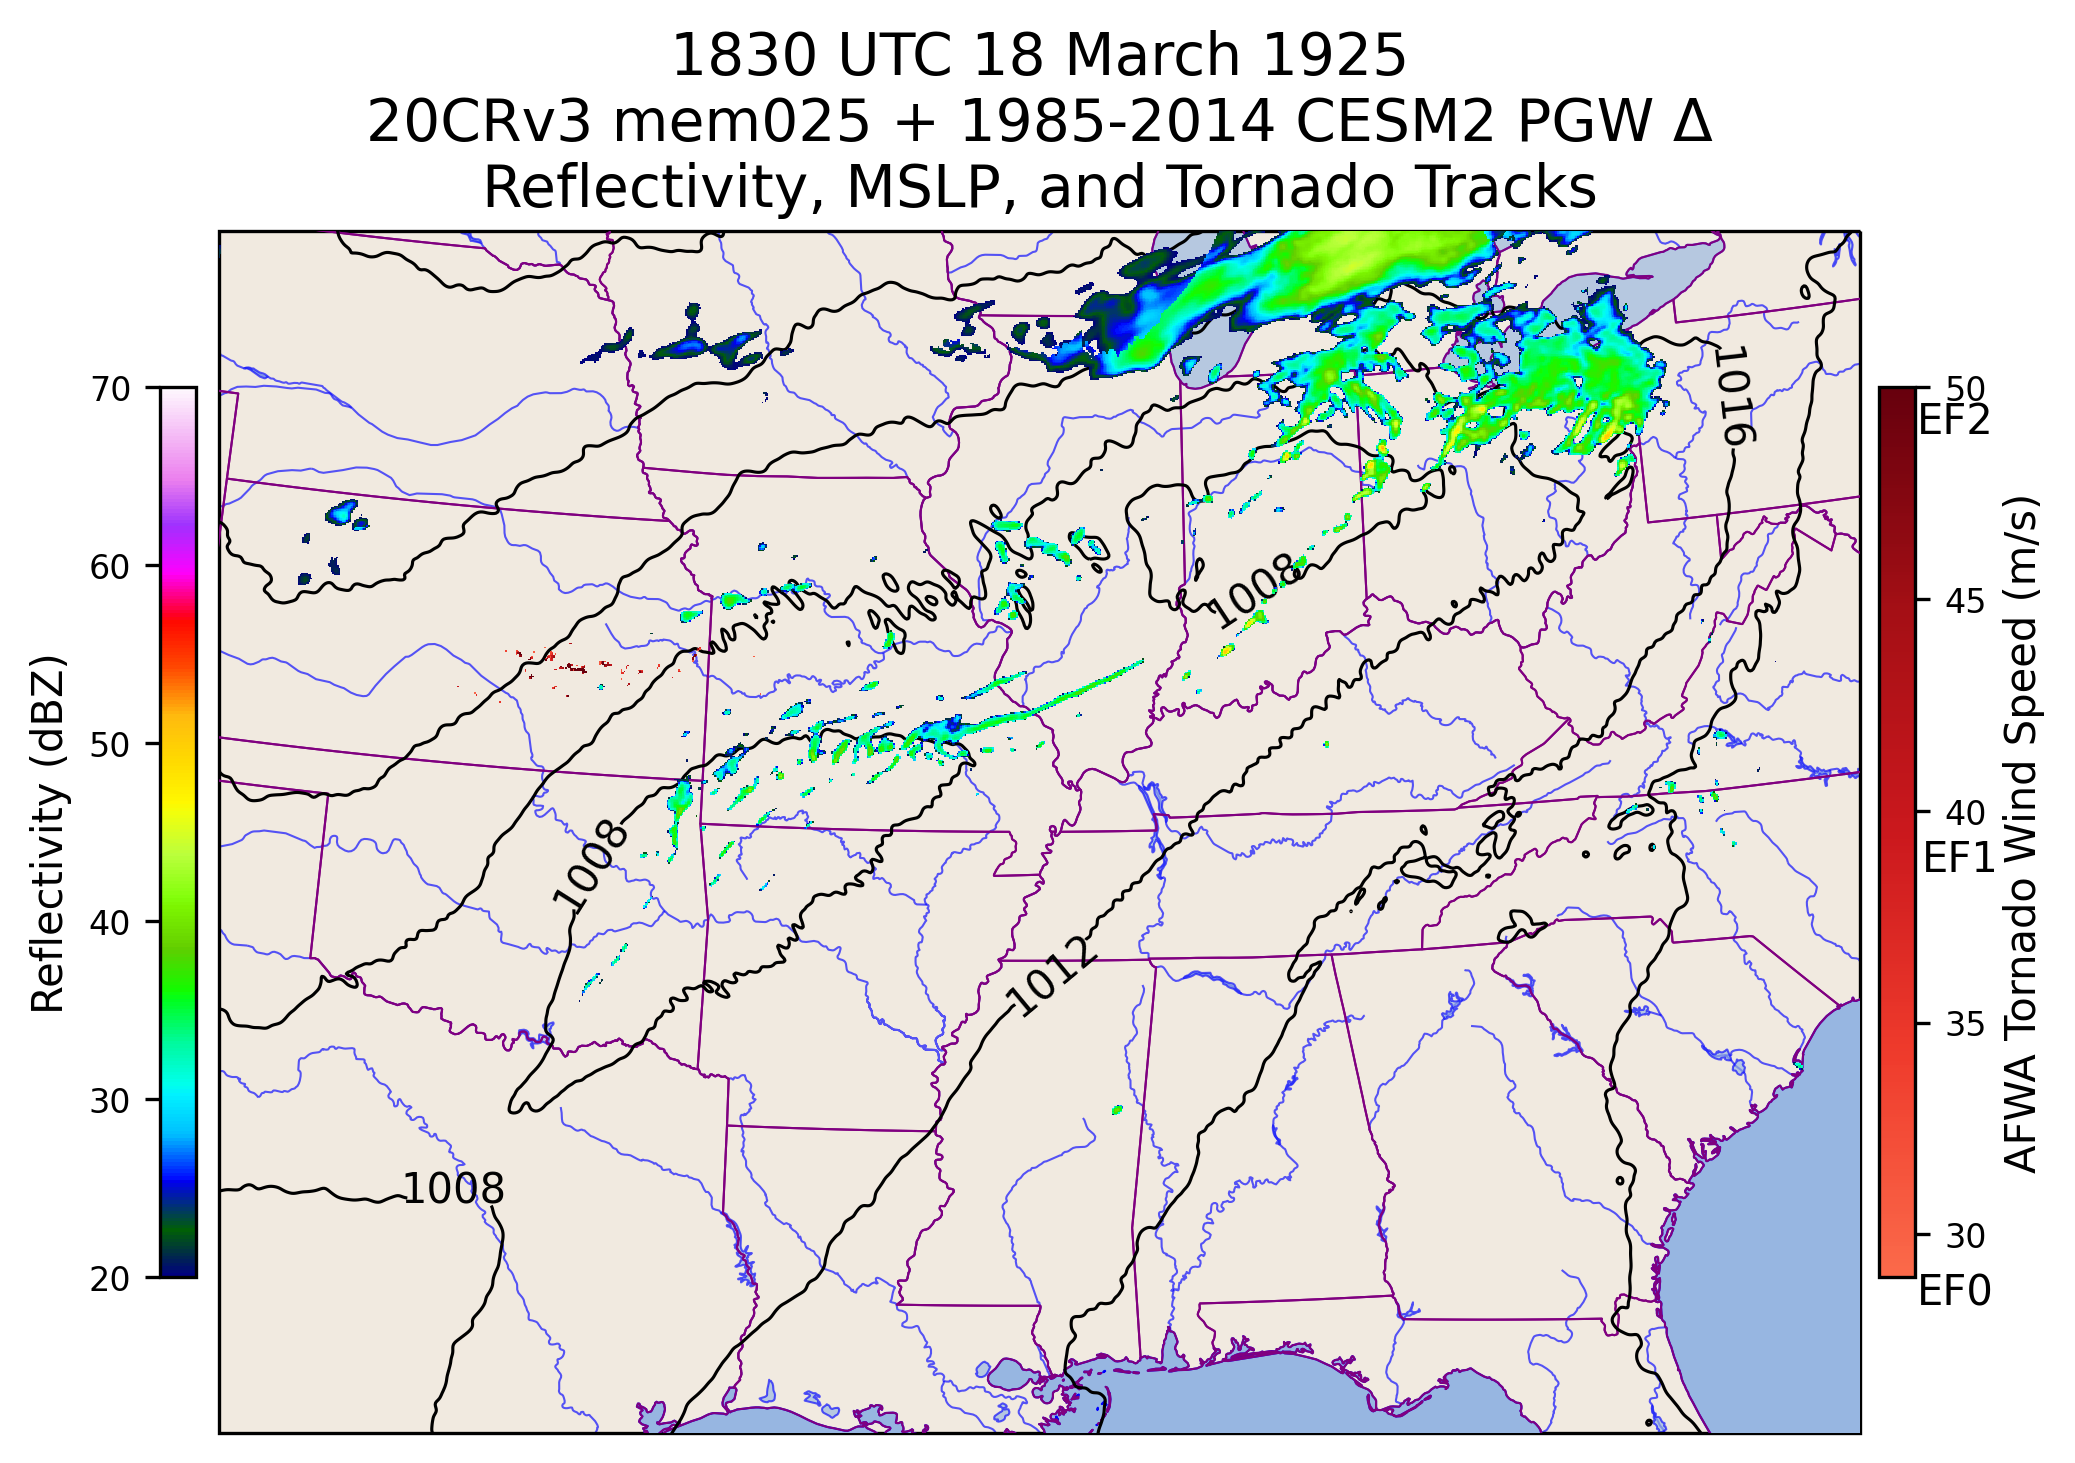 1830 UTC 18 March 1925
20CRv3 mem025 + 1985-2014 CESM2 PGW Δ
Reflectivity, MSLP, and Tornado Tracks
70
60
50
40
30
20
Reflectivity (dBZ)
1016
1008
1008
1012
1008
50
EF2
45
40
EF1
35
30
EF0
AFWA Tornado Wind Speed (m/s)